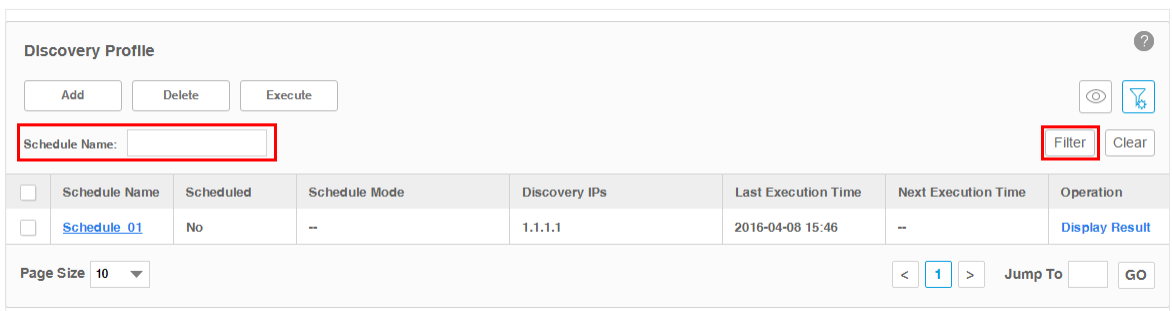 Discovery Profile
?
Add Delete Execute
Schedule Name: Filter Clear
Schedule Name Scheduled Schedule Mode Discovery IPs Last Execution Time Next Execution Time Operation
Schedule_01 No -- 1.1.1.1 2016-04-08 15:46 -- Display Result
Page Size 10 < 1 > Jump To GO